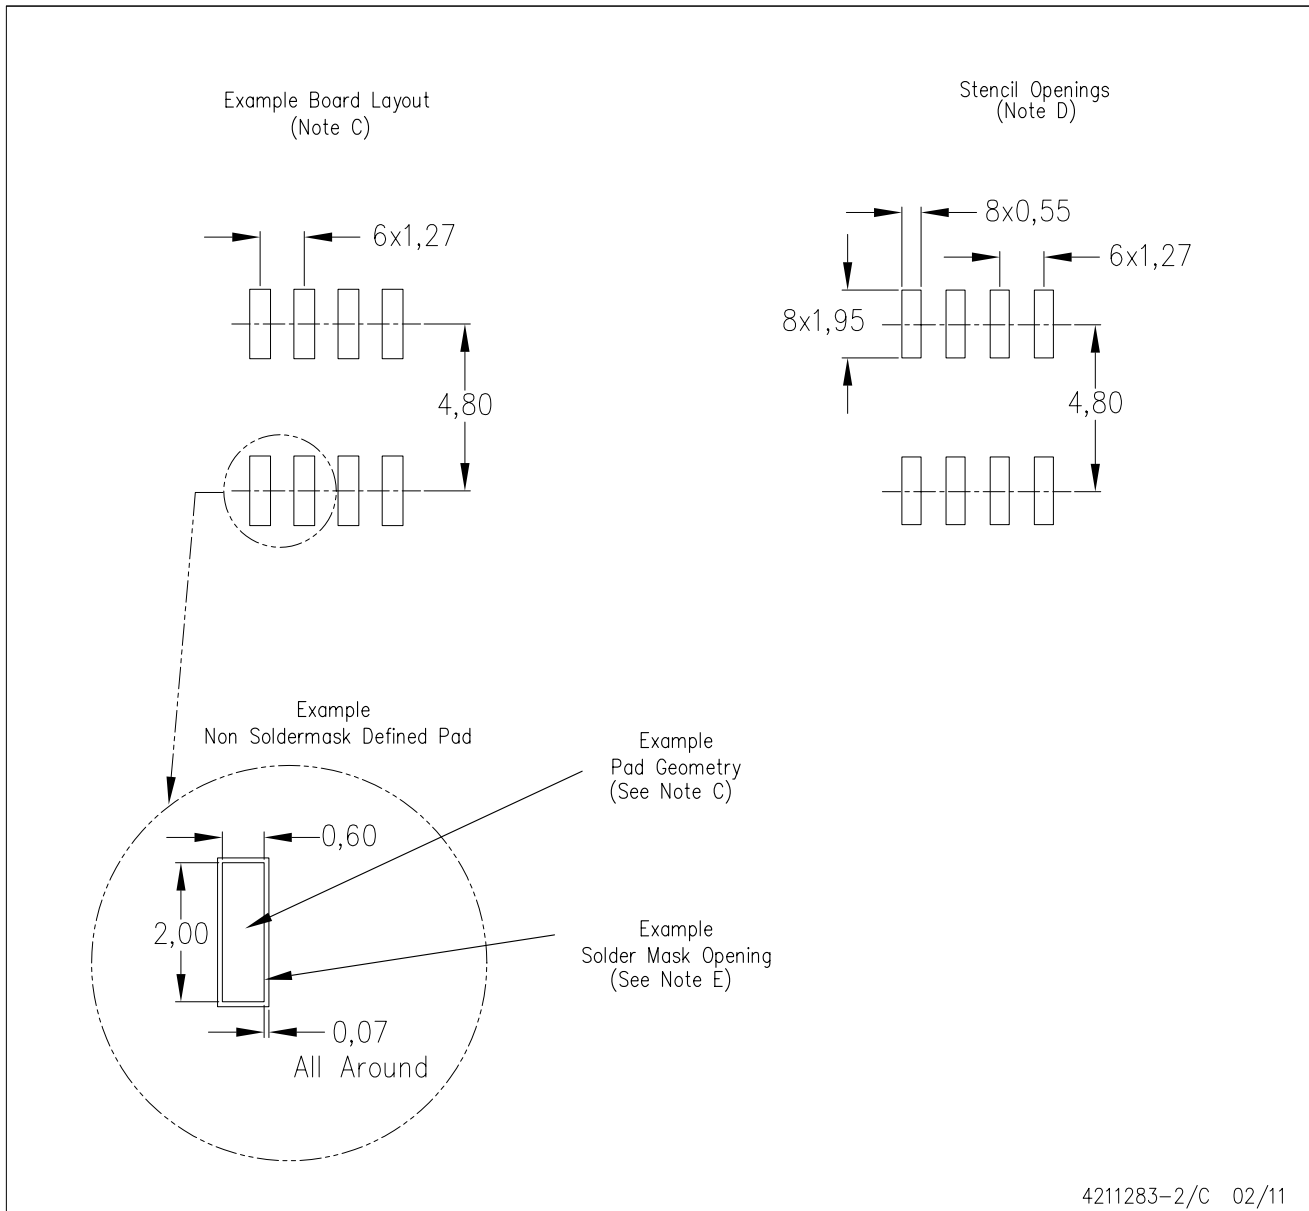 Example Board Layout
(Note C)
Stencil Openings
(Note D)
6x1,27
4,80
8x0,55
6x1,27
8x1,95
4,80
Example
Non Soldermask Defined Pad
Example
Pad Geometry
(See Note C)
0,60
2,00
Example
Solder Mask Opening
(See Note E)
0,07
All Around
4211283-2/C 02/11